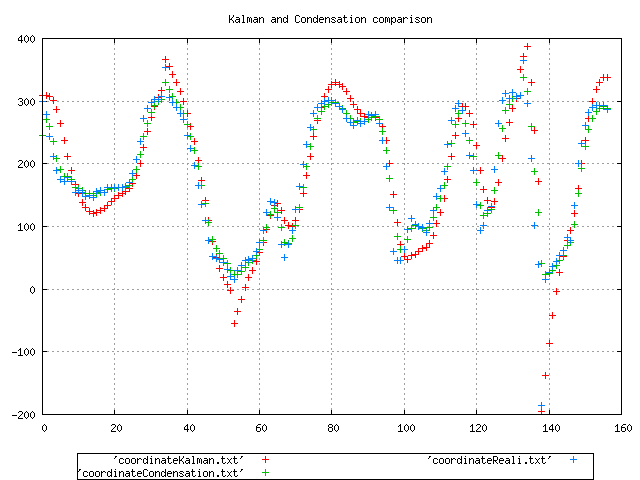 Kalman and Condensation comparison
400
300
200
100
0
-100
-200
0 20 40 60 80 100 120 140 160
'coordinateKalman.txt' 'coordinateReali.txt'
'coordinateCondensation.txt'